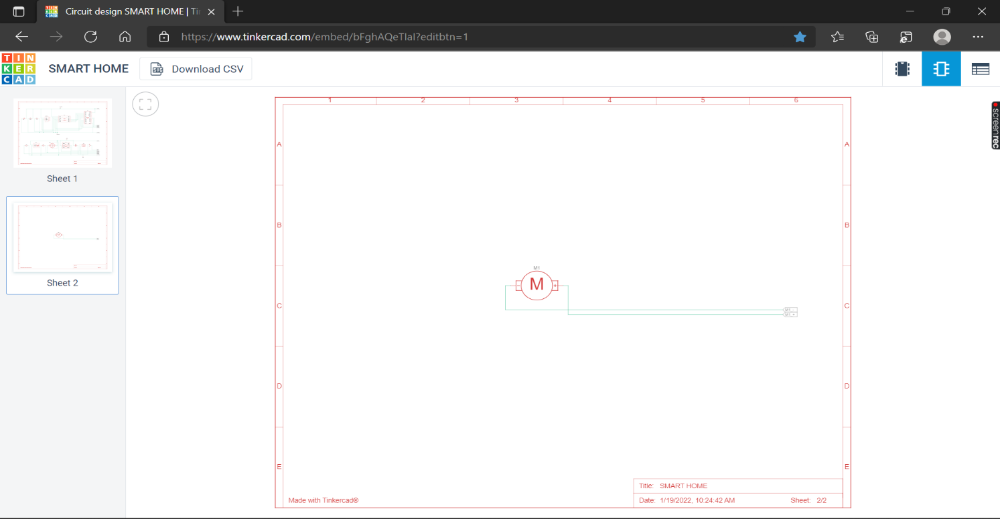 Circuit design SMART HOME | Ti
https://www.tinkercad.com/embed/bFghAQeTlaI?editbtn=1
TIN
KER
CAD
SMART HOME
Download CSV
Sheet 1
Sheet 2
screenrec
1 2 3 4 5 6
A A
B B
M1
- M +
C C
M1 -
M1 +
D D
E E
Title: SMART HOME
Made with Tinkercad®
Date: 1/19/2022, 10:24:42 AM Sheet: 2/2